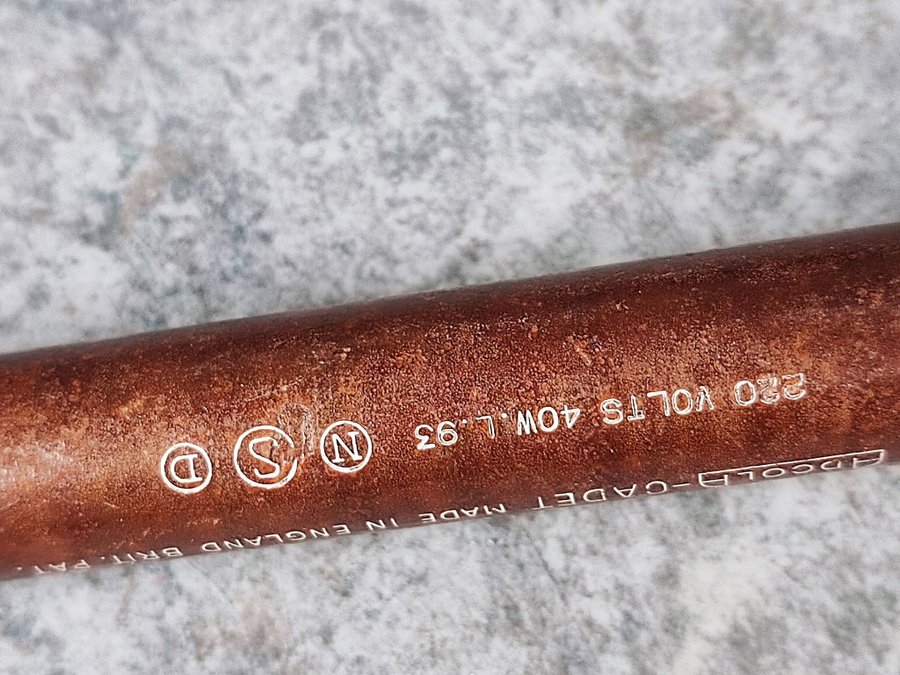 ADCOLA-CADET MADE IN ENGLAND BRIT. PAT.
220 VOLTS 40W.L.93 N S D